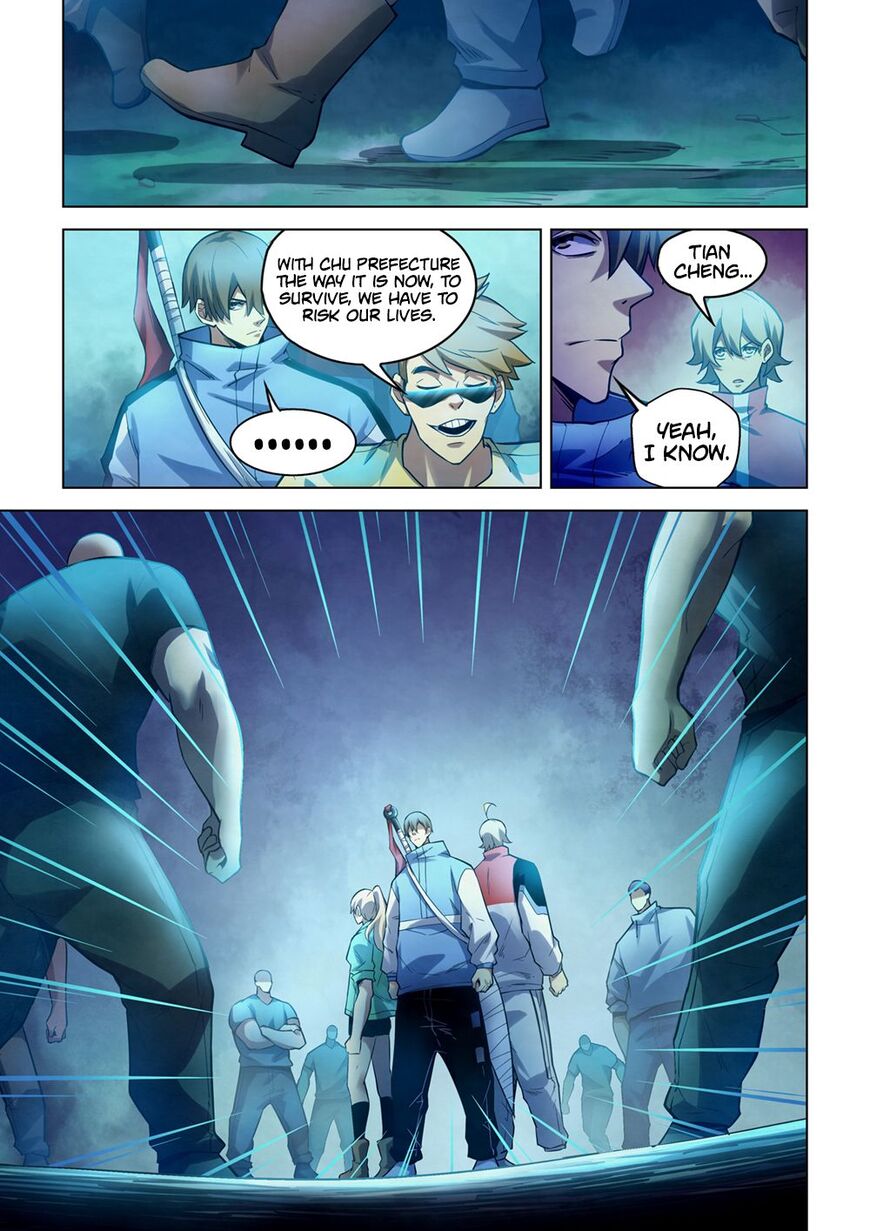 WITH CHU PREFECTURE
THE WAY IT IS NOW, TO
SURVIVE, WE HAVE TO
RISK OUR LIVES.
......
TIAN
CHENG...
YEAH,
I KNOW.